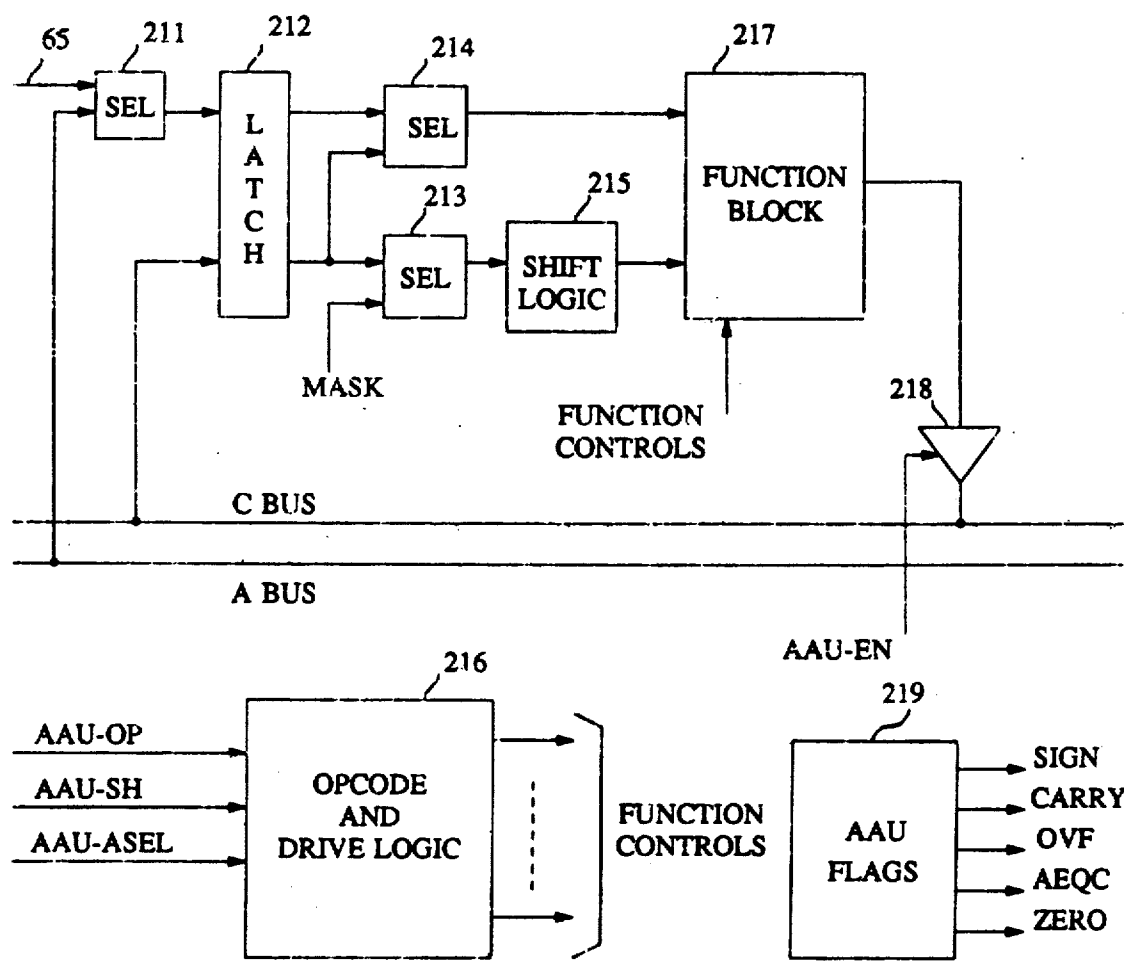 65
211
212
214
217
SEL
LATCH
SEL
FUNCTION
BLOCK
213
215
SEL
SHIFT
LOGIC
MASK
FUNCTION
CONTROLS
218
C BUS
A BUS
AAU-EN
216
219
AAU-OP
AAU-SH
AAU-ASEL
OPCODE
AND
DRIVE LOGIC
FUNCTION
CONTROLS
AAU
FLAGS
SIGN
CARRY
OVF
AEQC
ZERO